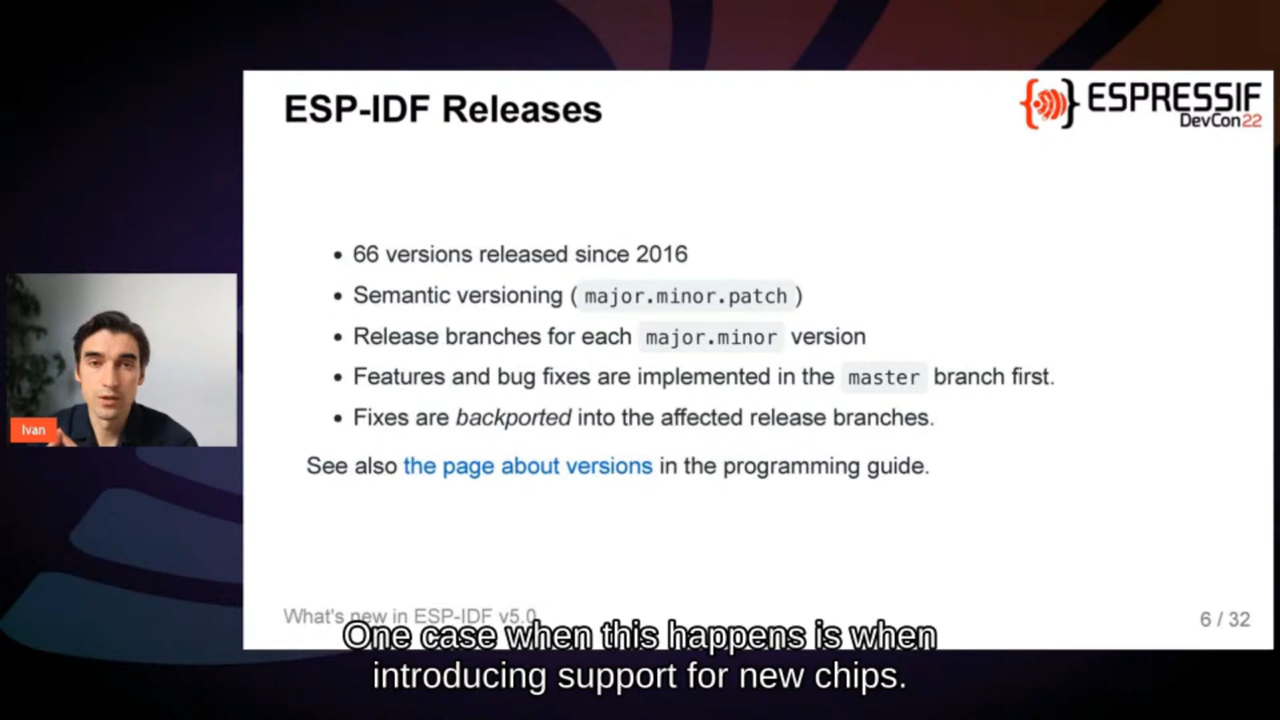 ESP-IDF Releases
ESPRESSIF
DevCon22
• 66 versions released since 2016
• Semantic versioning ( major.minor.patch )
• Release branches for each major.minor version
• Features and bug fixes are implemented in the master branch first.
• Fixes are backported into the affected release branches.
See also the page about versions in the programming guide.
Ivan
What's new in ESP-IDF v5.0
6 / 32
One case when this happens is when
introducing support for new chips.